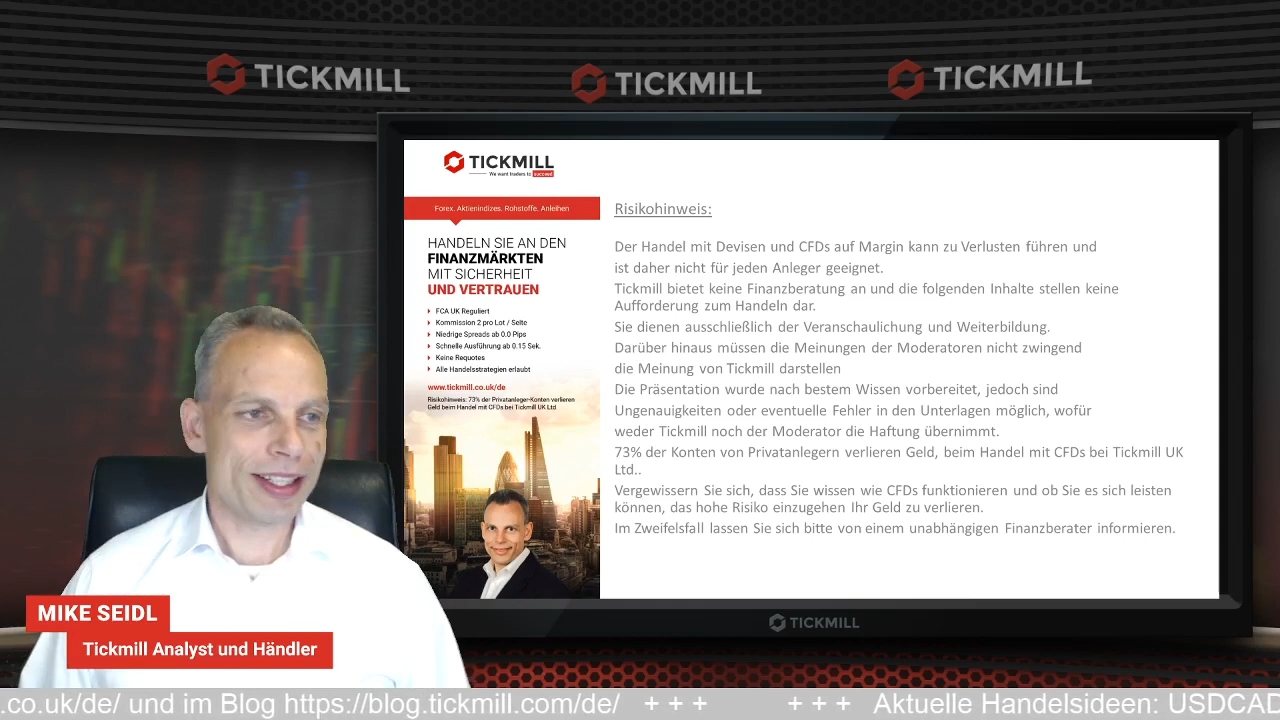 TICKMILL
TICKMILL
TICKMILL
TICKMILL
We want traders to succeed
Forex. Aktienindizes. Rohstoffe. Anleihen
HANDELN SIE AN DEN
FINANZMÄRKTEN
MIT SICHERHEIT
UND VERTRAUEN
FCA UK Reguliert
Kommission 2 pro Lot / Seite
Niedrige Spreads ab 0.0 Pips
Schnelle Ausführung ab 0.15 Sek.
Keine Requotes
Alle Handelsstrategien erlaubt
www.tickmill.co.uk/de
Risikohinweis: 73% der Privatanleger-Konten verlieren
Geld beim Handel mit CFDs bei Tickmill UK Ltd
Risikohinweis:
Der Handel mit Devisen und CFDs auf Margin kann zu Verlusten führen und
ist daher nicht für jeden Anleger geeignet.
Tickmill bietet keine Finanzberatung an und die folgenden Inhalte stellen keine
Aufforderung zum Handeln dar.
Sie dienen ausschließlich der Veranschaulichung und Weiterbildung.
Darüber hinaus müssen die Meinungen der Moderatoren nicht zwingend
die Meinung von Tickmill darstellen
Die Präsentation wurde nach bestem Wissen vorbereitet, jedoch sind
Ungenauigkeiten oder eventuelle Fehler in den Unterlagen möglich, wofür
weder Tickmill noch der Moderator die Haftung übernimmt.
73% der Konten von Privatanlegern verlieren Geld, beim Handel mit CFDs bei Tickmill UK
Ltd..
Vergewissern Sie sich, dass Sie wissen wie CFDs funktionieren und ob Sie es sich leisten
können, das hohe Risiko einzugehen Ihr Geld zu verlieren.
Im Zweifelsfall lassen Sie sich bitte von einem unabhängigen Finanzberater informieren.
TICKMILL
MIKE SEIDL
Tickmill Analyst und Händler
.co.uk/de/ und im Blog https://blog.tickmill.com/de/ + + + + + + Aktuelle Handelsideen: USDCAD